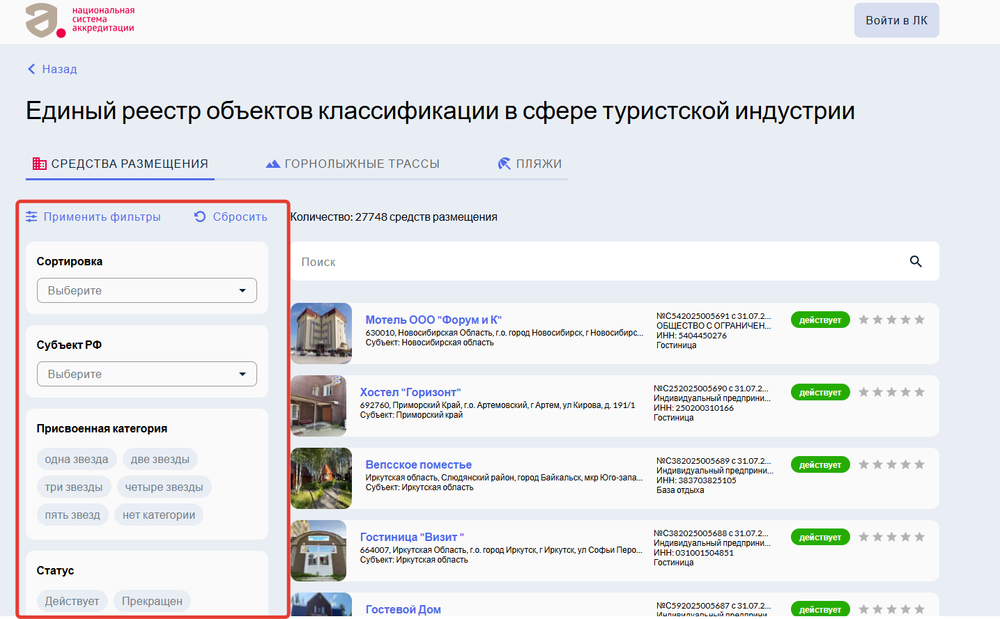 национальная
система
аккредитации
Войти в ЛК
Назад
Единый реестр объектов классификации в сфере туристской индустрии
СРЕДСТВА РАЗМЕЩЕНИЯ
ГОРНОЛЫЖНЫЕ ТРАССЫ
ПЛЯЖИ
Применить фильтры
Сбросить
Сортировка
Выберите
Субъект РФ
Выберите
Присвоенная категория
одна звезда
две звезды
три звезды
четыре звезды
пять звезд
нет категории
Статус
Действует
Прекращен
Количество: 27748 средств размещения
Поиск
Мотель ООО "Форум и К"
630010, Новосибирская Область, г.о. город Новосибирск, г Новосибирс...
Субъект: Новосибирская область
№С542025005691 с 31.07.2...
ОБЩЕСТВО С ОГРАНИЧЕН...
ИНН: 5404450276
Гостиница
действует
Хостел "Горизонт"
692760, Приморский Край, г.о. Артемовский, г Артем, ул Кирова, д. 191/1
Субъект: Приморский край
№С252025005690 с 31.07.2...
Индивидуальный предприни...
ИНН: 250200310166
Гостиница
действует
Вепсское поместье
Иркутская область, Слюдянский район, город Байкальск, мкр Юго-запа...
Субъект: Иркутская область
№С382025005689 с 31.07.2...
Индивидуальный предприни...
ИНН: 383703825105
База отдыха
действует
Гостиница "Визит "
664007, Иркутская Область, г.о. город Иркутск, г Иркутск, ул Софьи Перо...
Субъект: Иркутская область
№С382025005688 с 31.07.2...
Индивидуальный предприни...
ИНН: 031001504851
Гостиница
действует
Гостевой Дом
№С592025005687 с 31.07.2...
Индивидуальный предприни...
действует